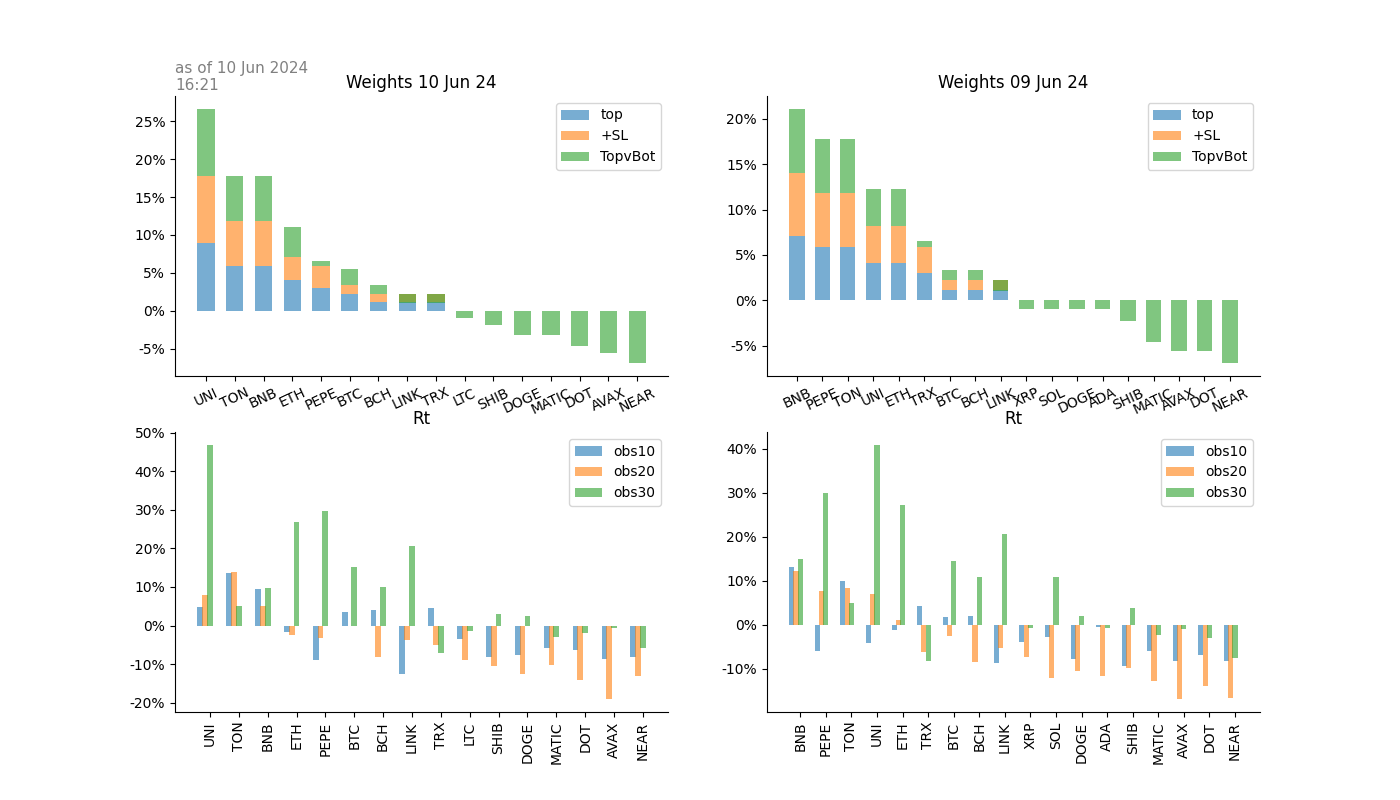 as of 10 Jun 2024
16:21
Weights 10 Jun 24
25%
20%
15%
10%
5%
0%
-5%
top
+SL
TopvBot
UNI TON BNB ETH PEPE BTC BCH LINK TRX LTC SHIB DOGE MATIC DOT AVAX NEAR
Weights 09 Jun 24
20%
15%
10%
5%
0%
-5%
top
+SL
TopvBot
BNB PEPE TON UNI ETH TRX BTC BCH LINK XRP SOL DOGE ADA SHIB MATIC AVAX DOT NEAR
Rt
50%
40%
30%
20%
10%
0%
-10%
-20%
obs10
obs20
obs30
UNI TON BNB ETH PEPE BTC BCH LINK TRX LTC SHIB DOGE MATIC DOT AVAX NEAR
Rt
40%
30%
20%
10%
0%
-10%
obs10
obs20
obs30
BNB PEPE TON UNI ETH TRX BTC BCH LINK XRP SOL DOGE ADA SHIB MATIC AVAX DOT NEAR